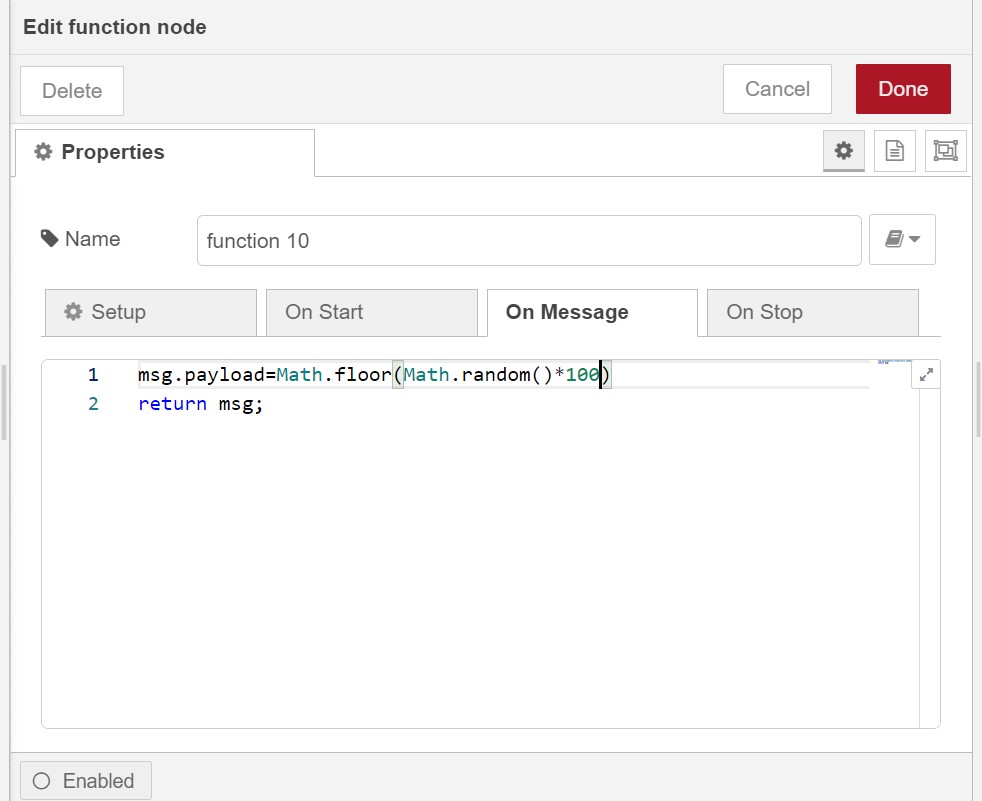 Edit function node
Delete
Cancel
Done
Properties
Name
function 10
Setup
On Start
On Message
On Stop
1 msg.payload=Math.floor(Math.random()*100)
2 return msg;
Enabled